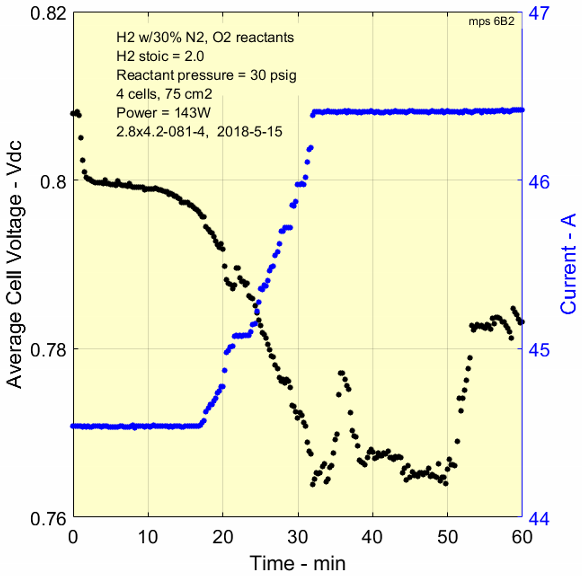 mps 6B2
H2 w/30% N2, O2 reactants
H2 stoic = 2.0
Reactant pressure = 30 psig
4 cells, 75 cm2
Power = 143W
2.8x4.2-081-4,  2018-5-15
Average Cell Voltage - Vdc
0.82
0.8
0.78
0.76
47
46
45
44
Current - A
0 10 20 30 40 50 60
Time - min